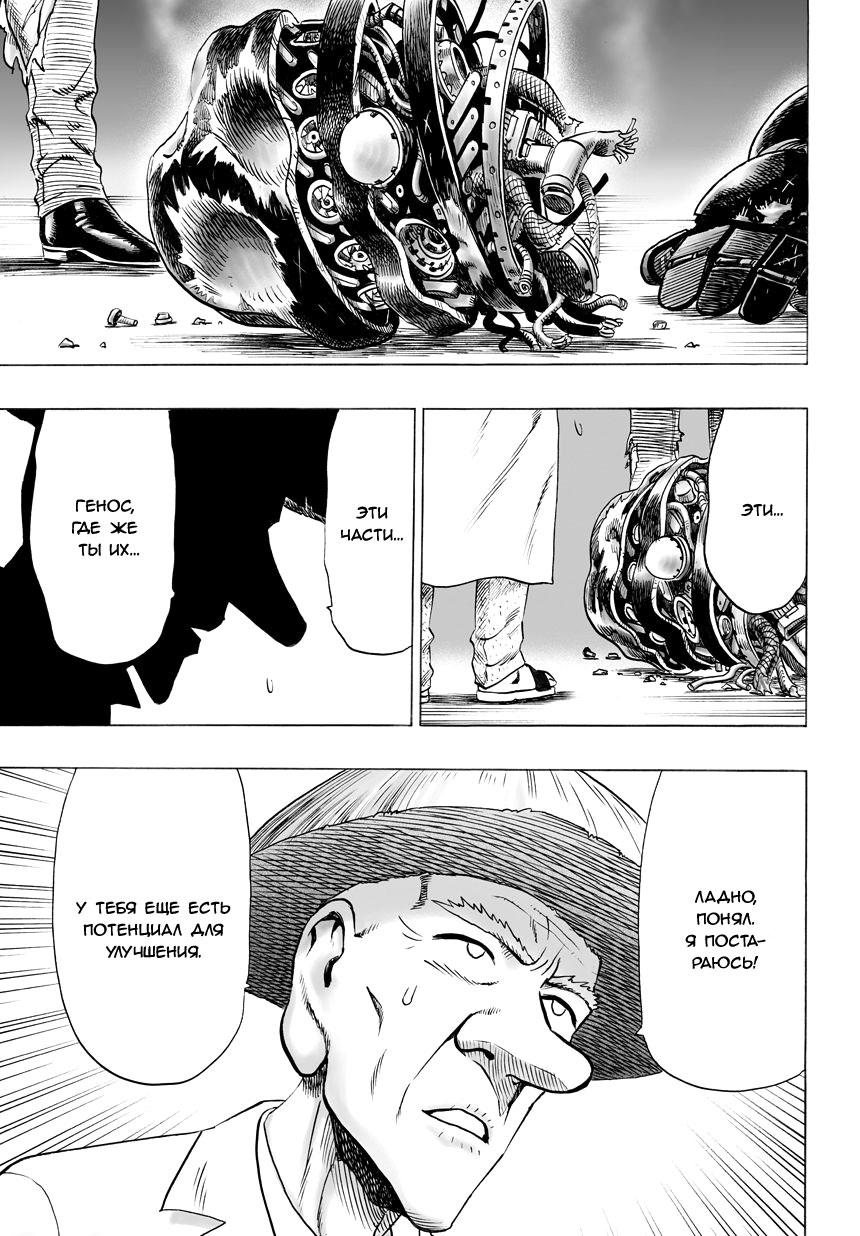 ЭТИ...
ЭТИ
ЧАСТИ...
ГЕНОС,
ГДЕ ЖЕ
ТЫ ИХ...
ЛАДНО,
ПОНЯЛ.
Я ПОСТА-
РАЮСЬ!
У ТЕБЯ ЕЩЕ ЕСТЬ
ПОТЕНЦИАЛ ДЛЯ
УЛУЧШЕНИЯ.